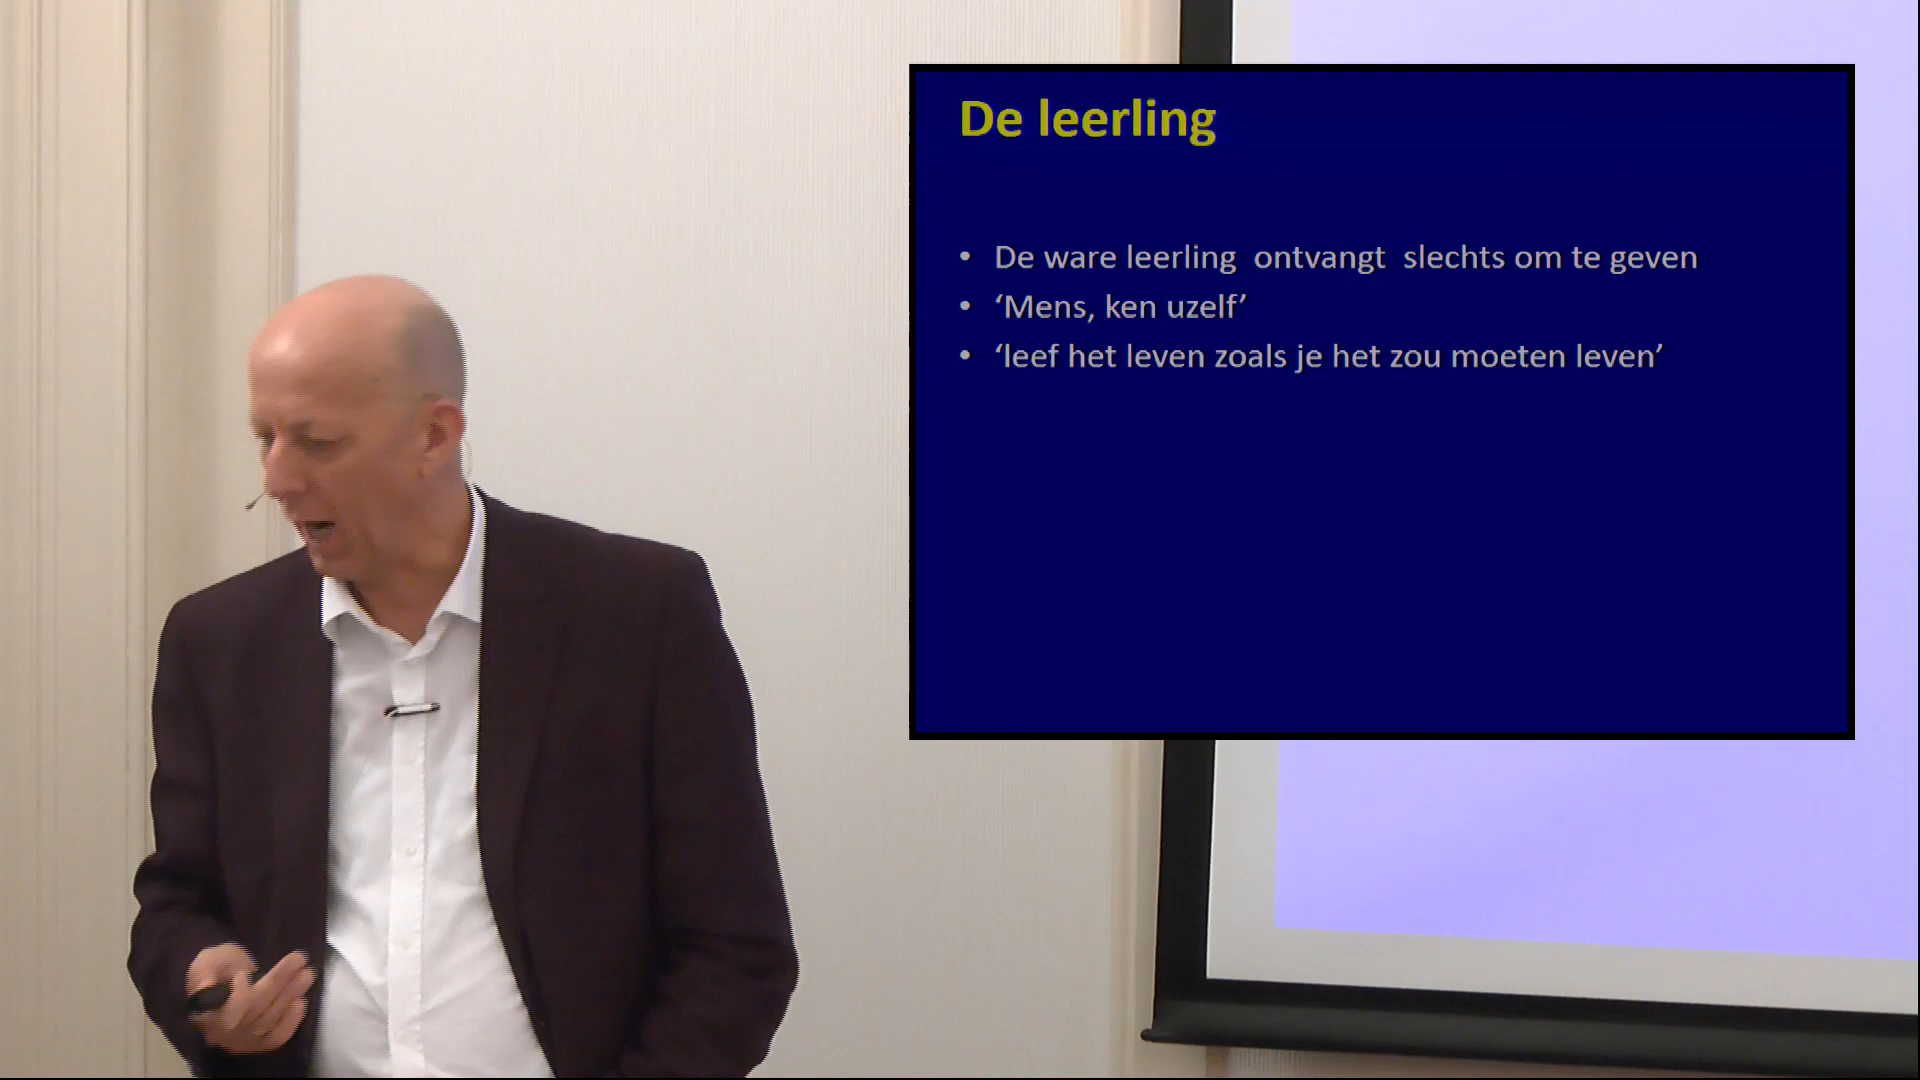 De leerling
• De ware leerling ontvangt slechts om te geven
• ‘Mens, ken uzelf’
• ‘leef het leven zoals je het zou moeten leven’